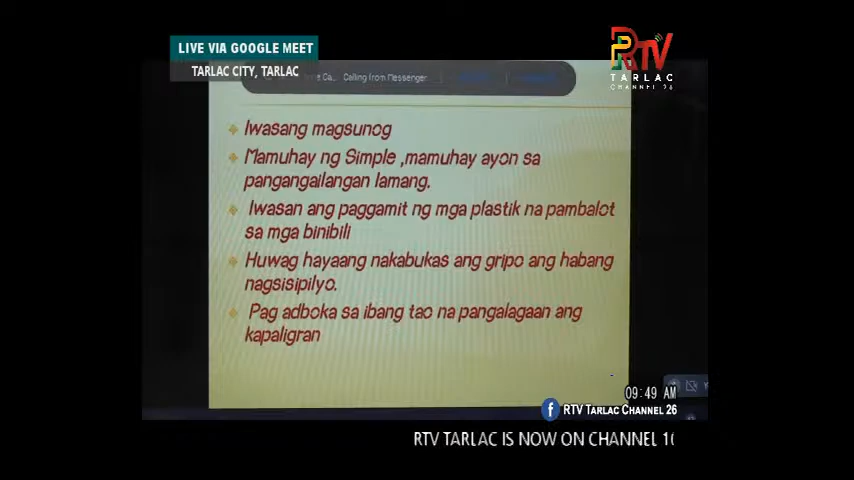 LIVE VIA GOOGLE MEET
TARLAC CITY, TARLAC
RTV
TARLAC
CHANNEL 26
Calling from Messenger
Iwasang magsunog
Mamuhay ng Simple ,mamuhay ayon sa
pangangailangan lamang.
Iwasan ang paggamit ng mga plastik na pambalot
sa mga binibili
Huwag hayaang nakabukas ang gripo ang habang
nagsisipilyo.
Pag adboka sa ibang tao na pangalagaan ang
kapaligran
09:49 AM
RTV TARLAC CHANNEL 26
RTV TARLAC IS NOW ON CHANNEL